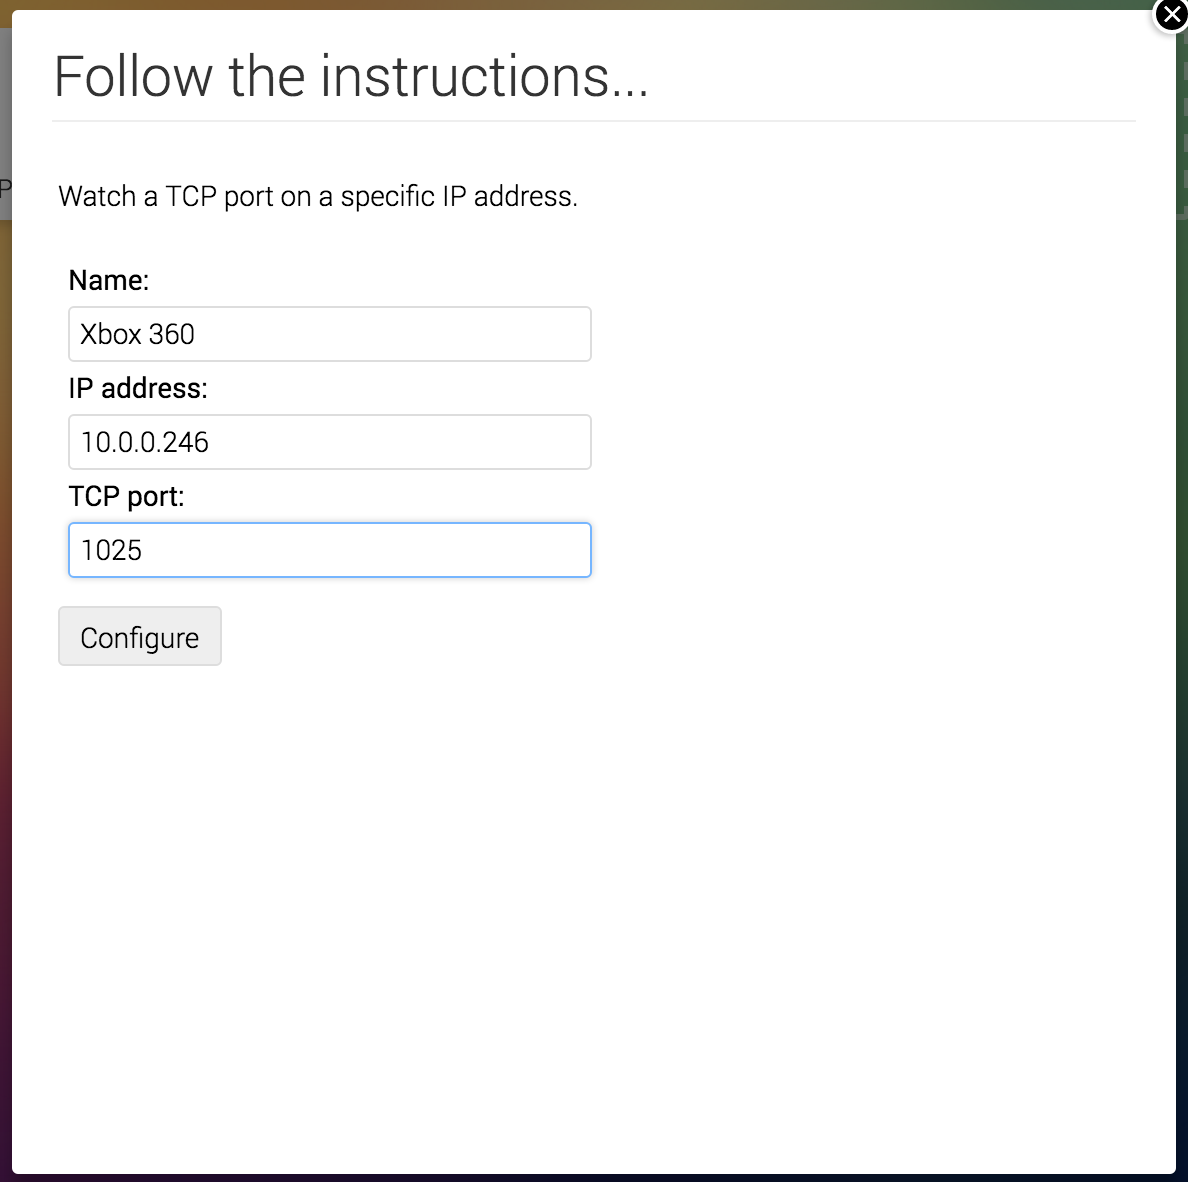 Follow the instructions...
P
Watch a TCP port on a specific IP address.
Name:
Xbox 360
IP address:
10.0.0.246
TCP port:
1025
Configure